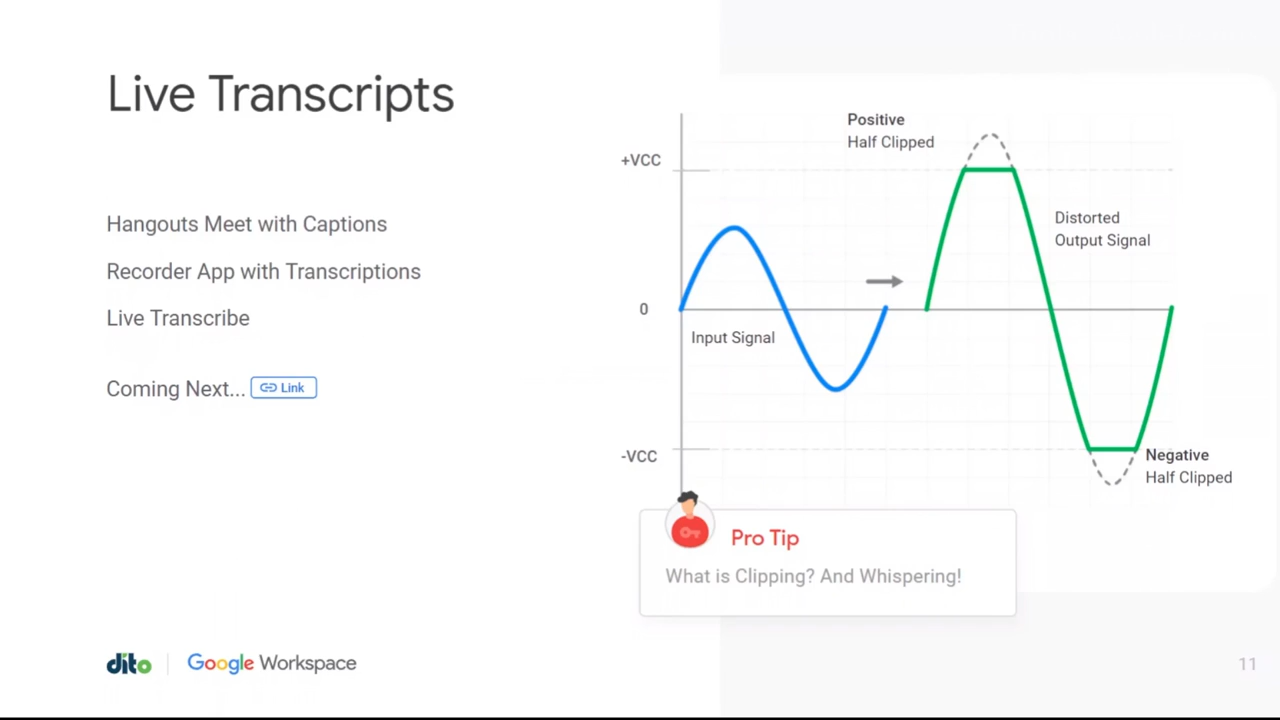 Live Transcripts
Hangouts Meet with Captions
Recorder App with Transcriptions
Live Transcribe
Coming Next... Link
Positive
Half Clipped
+VCC
Distorted
Output Signal
0
Input Signal
-VCC
Negative
Half Clipped
Pro Tip
What is Clipping? And Whispering!
dito
Google Workspace
11